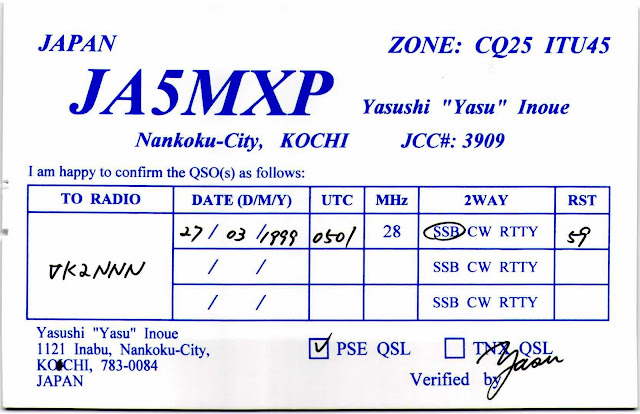 JAPAN ZONE: CQ25 ITU45
JA5MXP Yasushi "Yasu" Inoue
Nankoku-City, KOCHI JCC#: 3909
I am happy to confirm the QSO(s) as follows:
TO RADIO DATE (D/M/Y) UTC MHz 2WAY RST
VK2NNN 27/ 03 /1999 0501 28 SSB CW RTTY 59
/ / SSB CW RTTY
/ / SSB CW RTTY
Yasushi "Yasu" Inoue
1121 Inabu, Nankoku-City,
KOCHI, 783-0084
JAPAN
✓ PSE QSL TNX QSL
Verified by Yasu